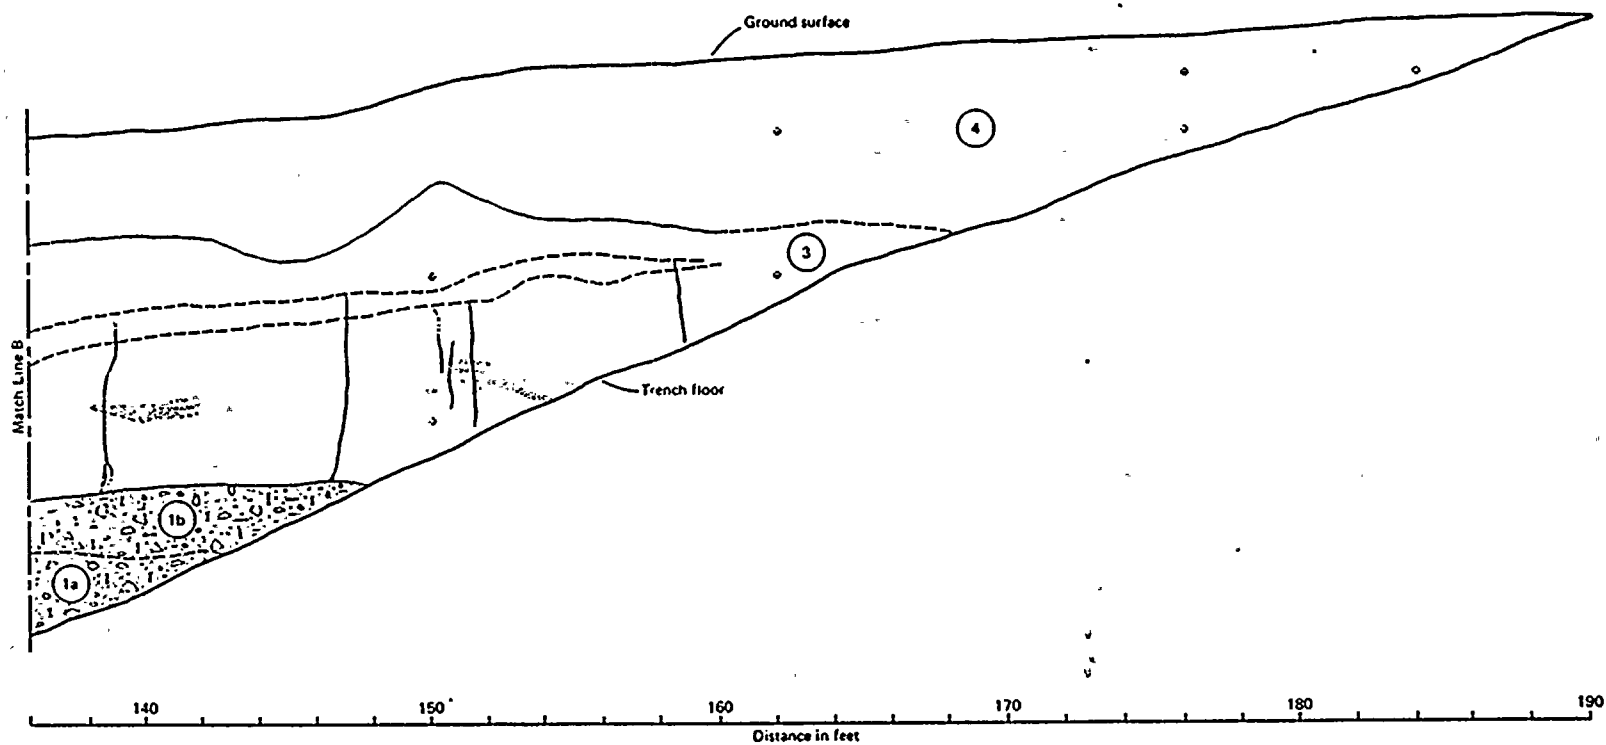 Ground surface
4
3
Match Line B
Trench floor
1b
1a
140 150 160 170 180 190
Distance in feet